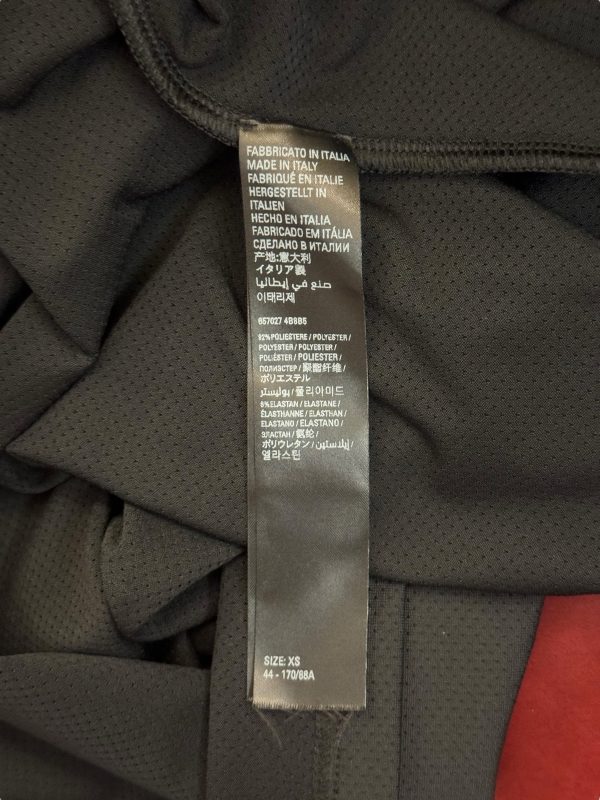 FABBRICATO IN ITALIA
MADE IN ITALY
FABRIQUÉ EN ITALIE
HERGESTELLT IN
ITALIEN
HECHO EN ITALIA
FABRICADO EM ITÁLIA
СДЕЛАНО В ИТАЛИИ
产地:意大利
イタリア義
صنع في إيطاليا
이태리제
657027 4B8B5
92% POLIESTERE / POLYESTER /
POLYESTER / POLYESTER /
POLIÉSTER / POLIESTER /
ПОЛИЭСТЕР / 聚酯纤维 /
ポリエステル
بوليستر / 폴리아미드 /
8% ELASTAN / ELASTANE /
ÉLASTHANNE / ELASTHAN /
ELASTANO / ELASTANO /
ЭЛАСТАН / 氨纶 /
ポリウレタン / إيلاستين /
엘라스틴
SIZE: XS
44 - 170/88A